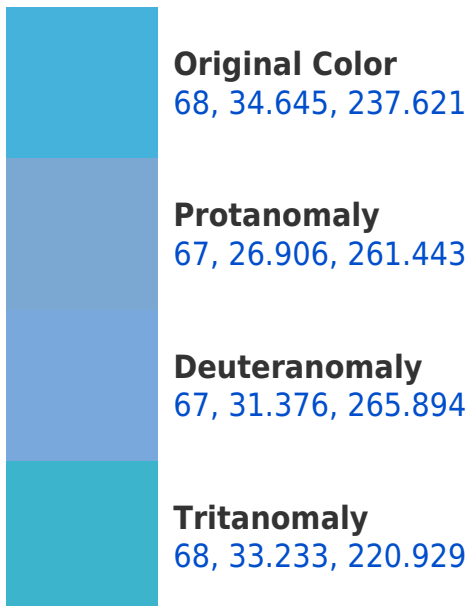 Original Color
68, 34.645, 237.621
Protanomaly
67, 26.906, 261.443
Deuteranomaly
67, 31.376, 265.894
Tritanomaly
68, 33.233, 220.929